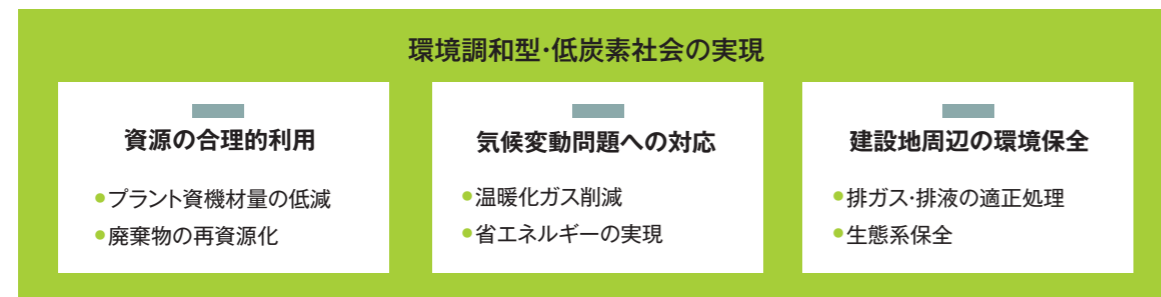 環境調和型・低炭素社会の実現
資源の合理的利用
●プラント資機材量の低減
●廃棄物の再資源化
気候変動問題への対応
●温暖化ガス削減
●省エネルギーの実現
建設地周辺の環境保全
●排ガス・排液の適正処理
●生態系保全